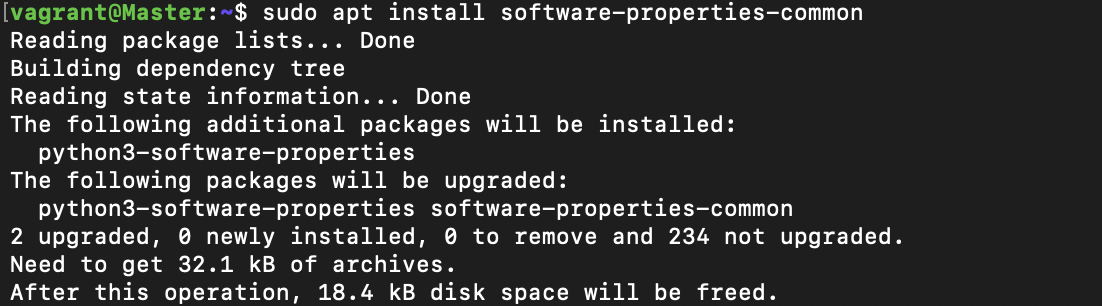 [vagrant@Master:~$ sudo apt install software-properties-common
Reading package lists... Done
Building dependency tree
Reading state information... Done
The following additional packages will be installed:
  python3-software-properties
The following packages will be upgraded:
  python3-software-properties software-properties-common
2 upgraded, 0 newly installed, 0 to remove and 234 not upgraded.
Need to get 32.1 kB of archives.
After this operation, 18.4 kB disk space will be freed.